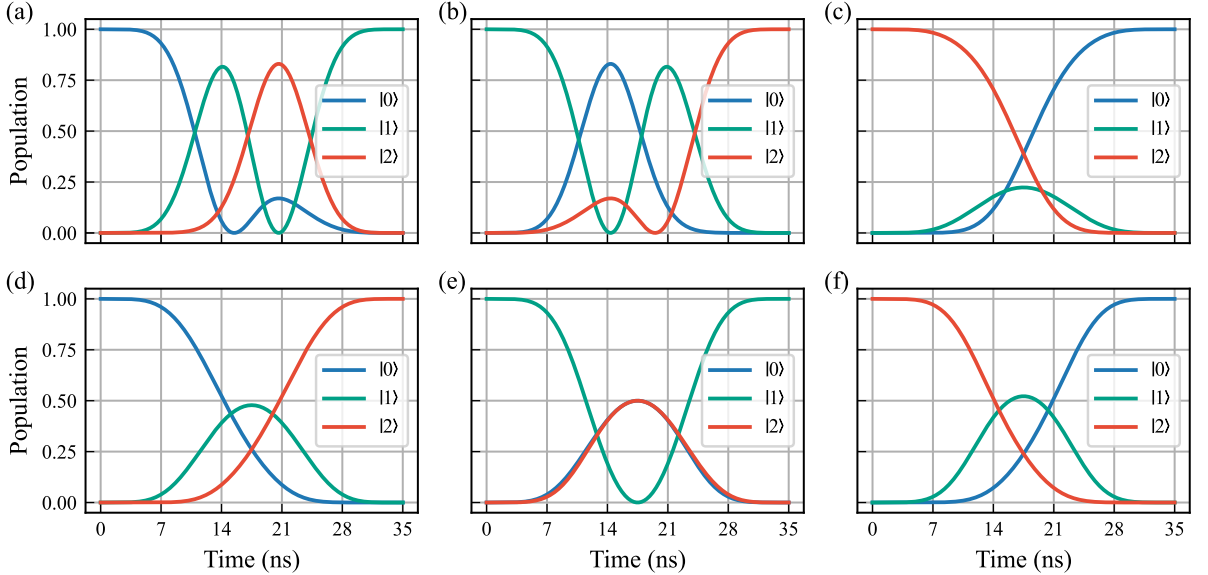 (a)
(b)
(c)
Population
1.00
0.75
0.50
0.25
0.00
|0⟩
|1⟩
|2⟩
|0⟩
|1⟩
|2⟩
|0⟩
|1⟩
|2⟩
(d)
(e)
(f)
Population
1.00
0.75
0.50
0.25
0.00
|0⟩
|1⟩
|2⟩
|0⟩
|1⟩
|2⟩
|0⟩
|1⟩
|2⟩
0 7 14 21 28 35
0 7 14 21 28 35
0 7 14 21 28 35
Time (ns)
Time (ns)
Time (ns)